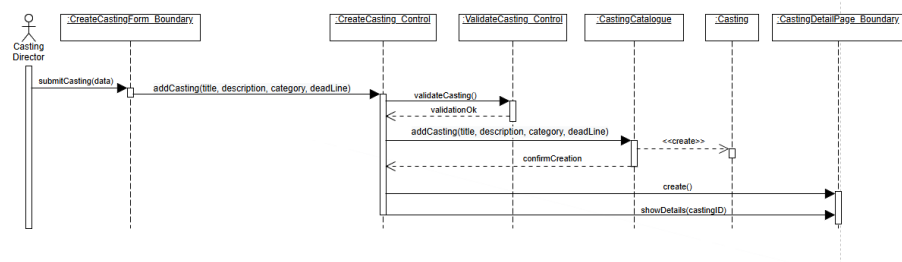 :CreateCastingForm_Boundary
:CreateCasting_Control
:ValidateCasting_Control
:CastingCatalogue
:Casting
:CastingDetailPage_Boundary
Casting
Director
submitCasting(data)
addCasting(title, description, category, deadLine)
validateCasting()
validationOk
addCasting(title, description, category, deadLine)
<<create>>
confirmCreation
create()
showDetails(castingID)